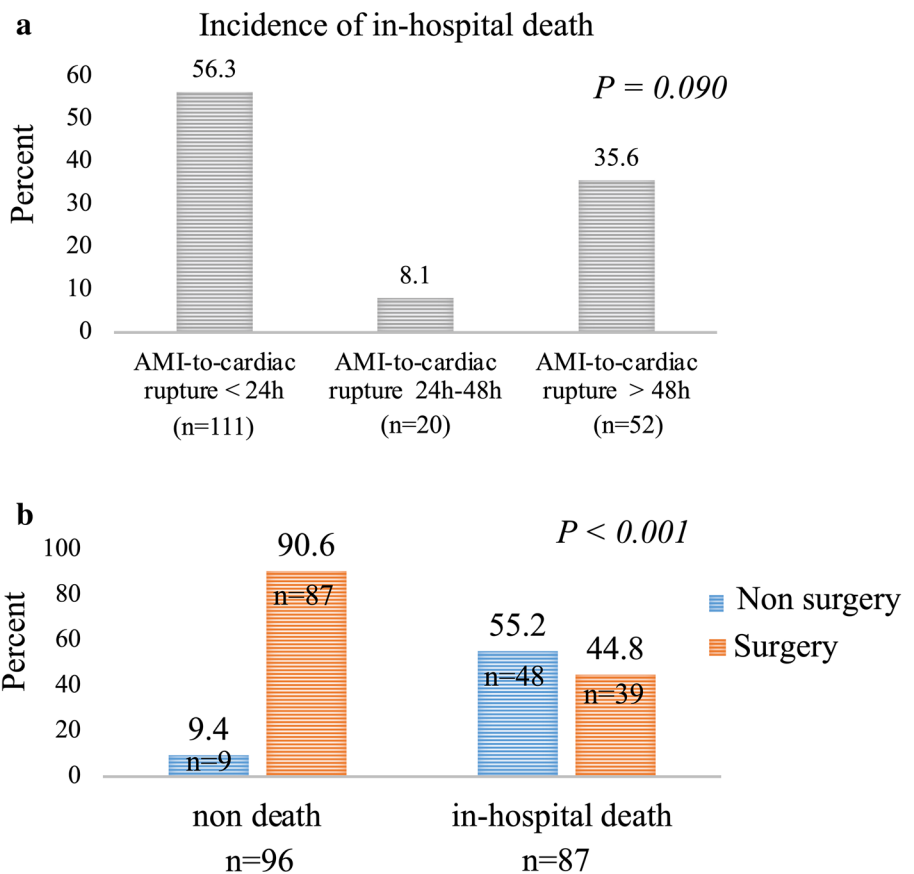 a
Incidence of in-hospital death
P = 0.090
Percent
60
50
40
30
20
10
0
56.3
8.1
35.6
AMI-to-cardiac
rupture < 24h
(n=111)
AMI-to-cardiac
rupture 24h-48h
(n=20)
AMI-to-cardiac
rupture > 48h
(n=52)
b
P < 0.001
Percent
100
80
60
40
20
0
9.4
n=9
90.6
n=87
55.2
n=48
44.8
n=39
Non surgery
Surgery
non death
n=96
in-hospital death
n=87